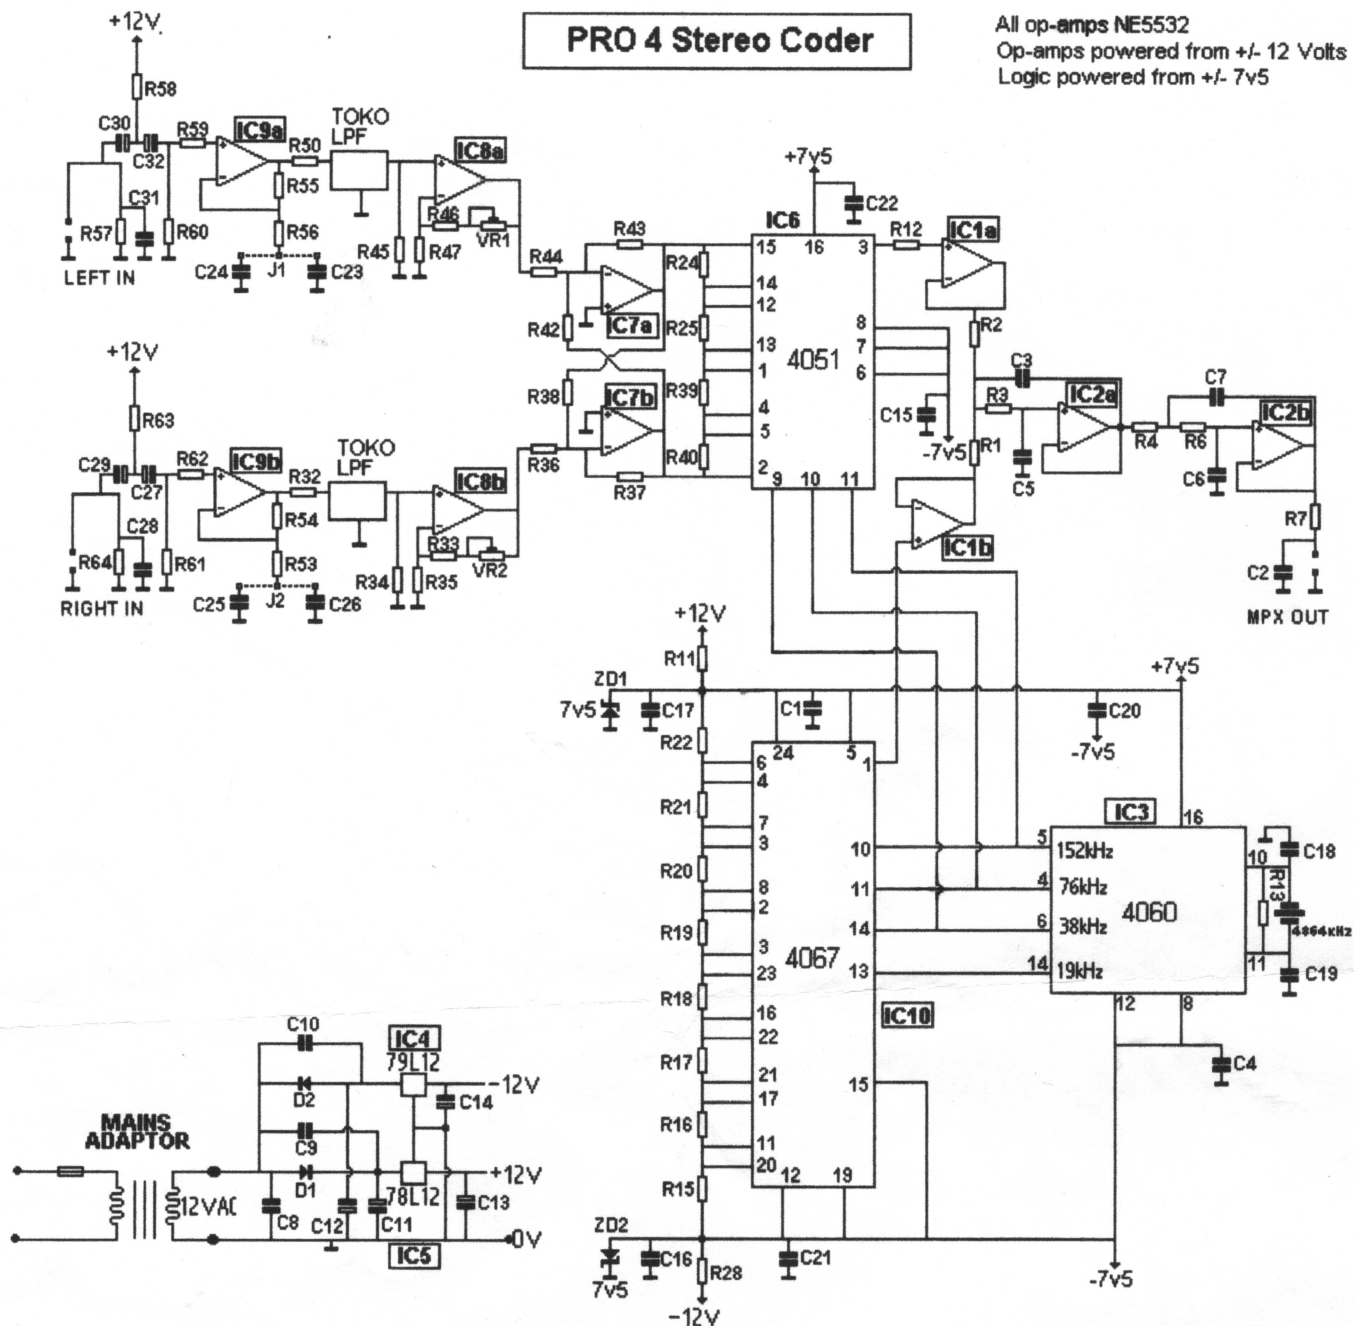 PRO 4 Stereo Coder
All op-amps NE5532
Op-amps powered from +/- 12 Volts
Logic powered from +/- 7v5
+12V
R58
C30
C32
R59
IC9a
R50
TOKO
LPF
IC8a
C31
R55
R57
R60
R56
R46
VR1
R45
R47
LEFT IN
C24
J1
C23
R44
R43
R42
IC7a
R24
R25
+7v5
C22
IC6
15
16
3
14
12
13
1
4051
8
7
6
4
5
2
9
10
11
R12
IC1a
R2
C3
R3
IC2a
C7
IC2b
C15
-7v5
R1
C5
R4
R6
C6
R7
IC1b
C2
MPX OUT
+12V
R63
C29
C27
R62
IC9b
R32
TOKO
LPF
IC8b
R38
IC7b
R39
R40
R36
R37
C28
R54
R64
R61
R53
R33
VR2
R34
R35
RIGHT IN
C25
J2
C26
+12V
R11
ZD1
7v5
C17
C1
C20
-7v5
+7v5
R22
24
5
1
6
4
R21
7
3
R20
8
2
R19
3
23
R18
16
22
R17
21
17
R16
11
20
R15
4067
10
11
14
13
15
12
19
IC10
IC3
16
5
152kHz
4
76kHz
6
38kHz
14
19kHz
4060
10
11
12
8
R13
C18
4864kHz
C19
C4
ZD2
7v5
C16
C21
R28
-12V
-7v5
C10
IC4
79L12
-12V
D2
C14
C9
MAINS
ADAPTOR
+12V
D1
78L12
12VAC
C8
C12
C11
C13
0V
IC5